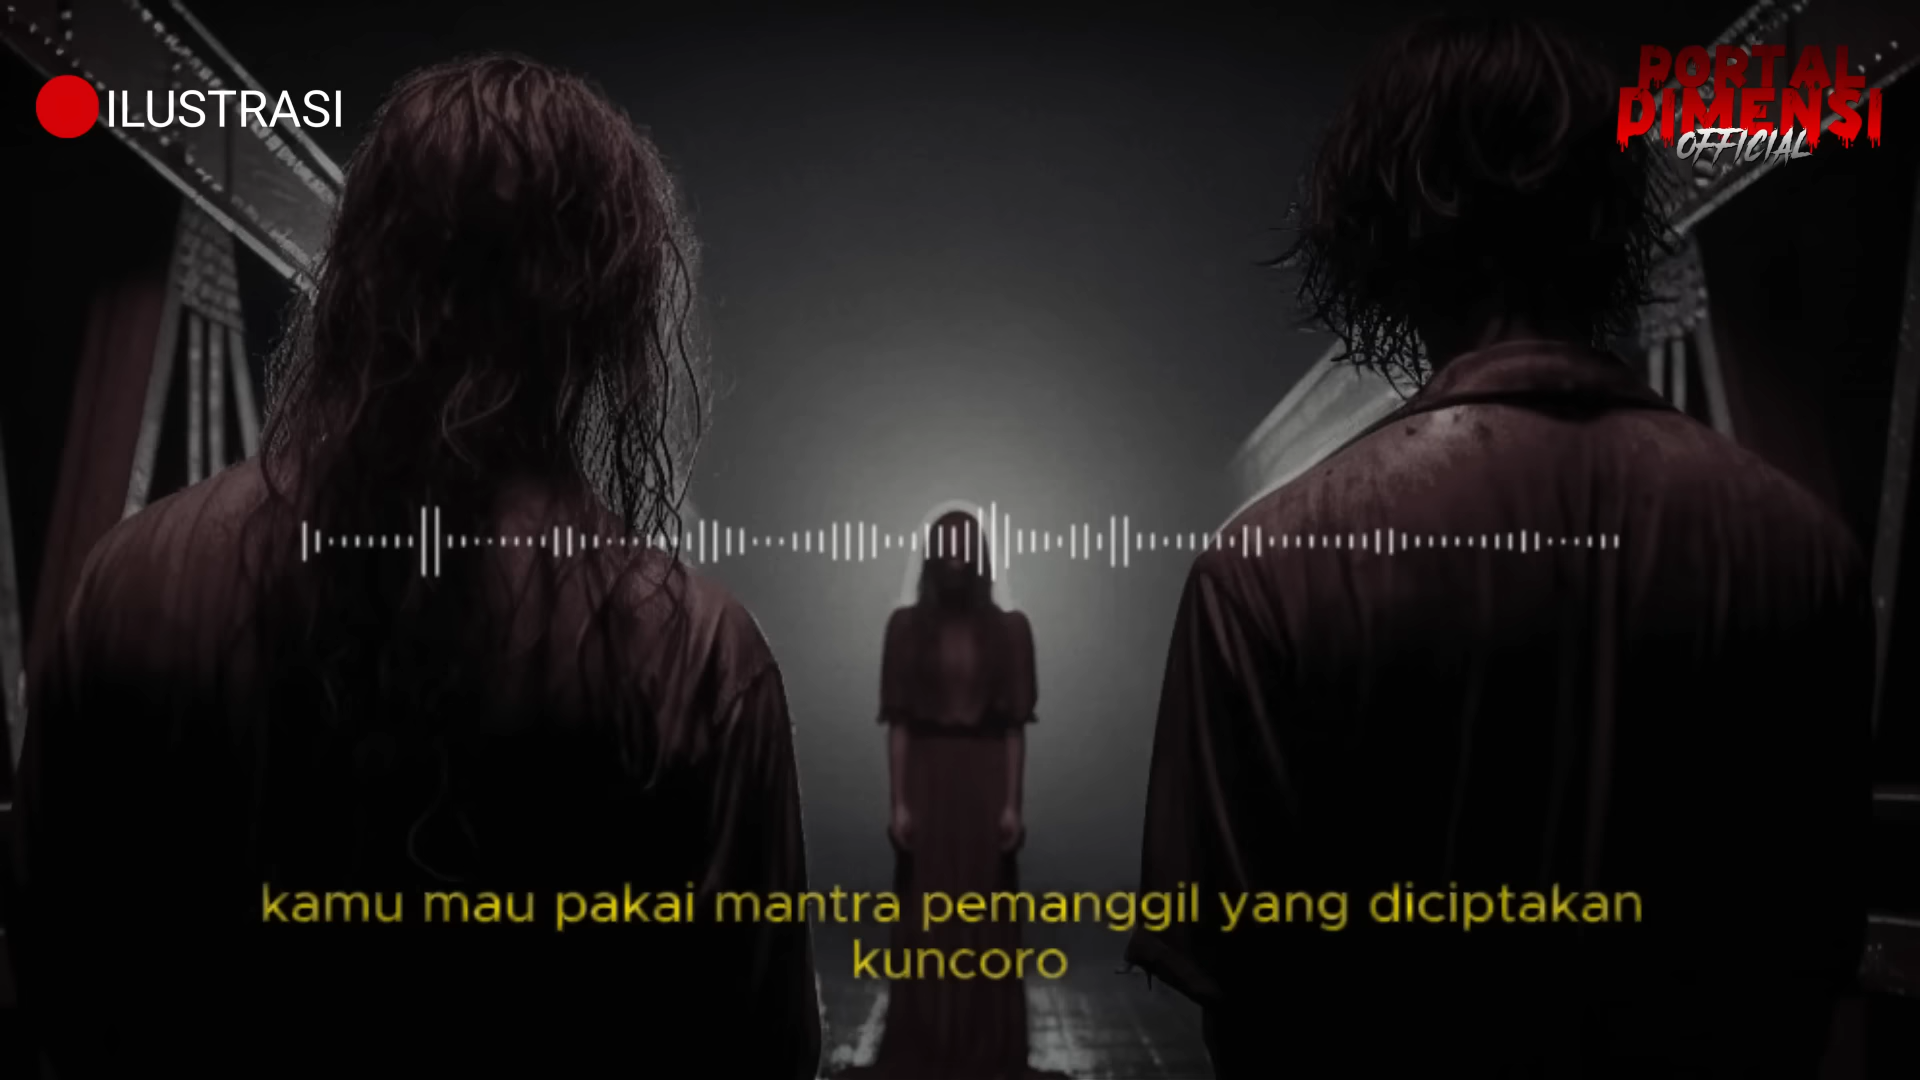 ILUSTRASI
PORTAL
DIMENSI
OFFICIAL
kamu mau pakai mantra pemanggil yang diciptakan
kuncoro